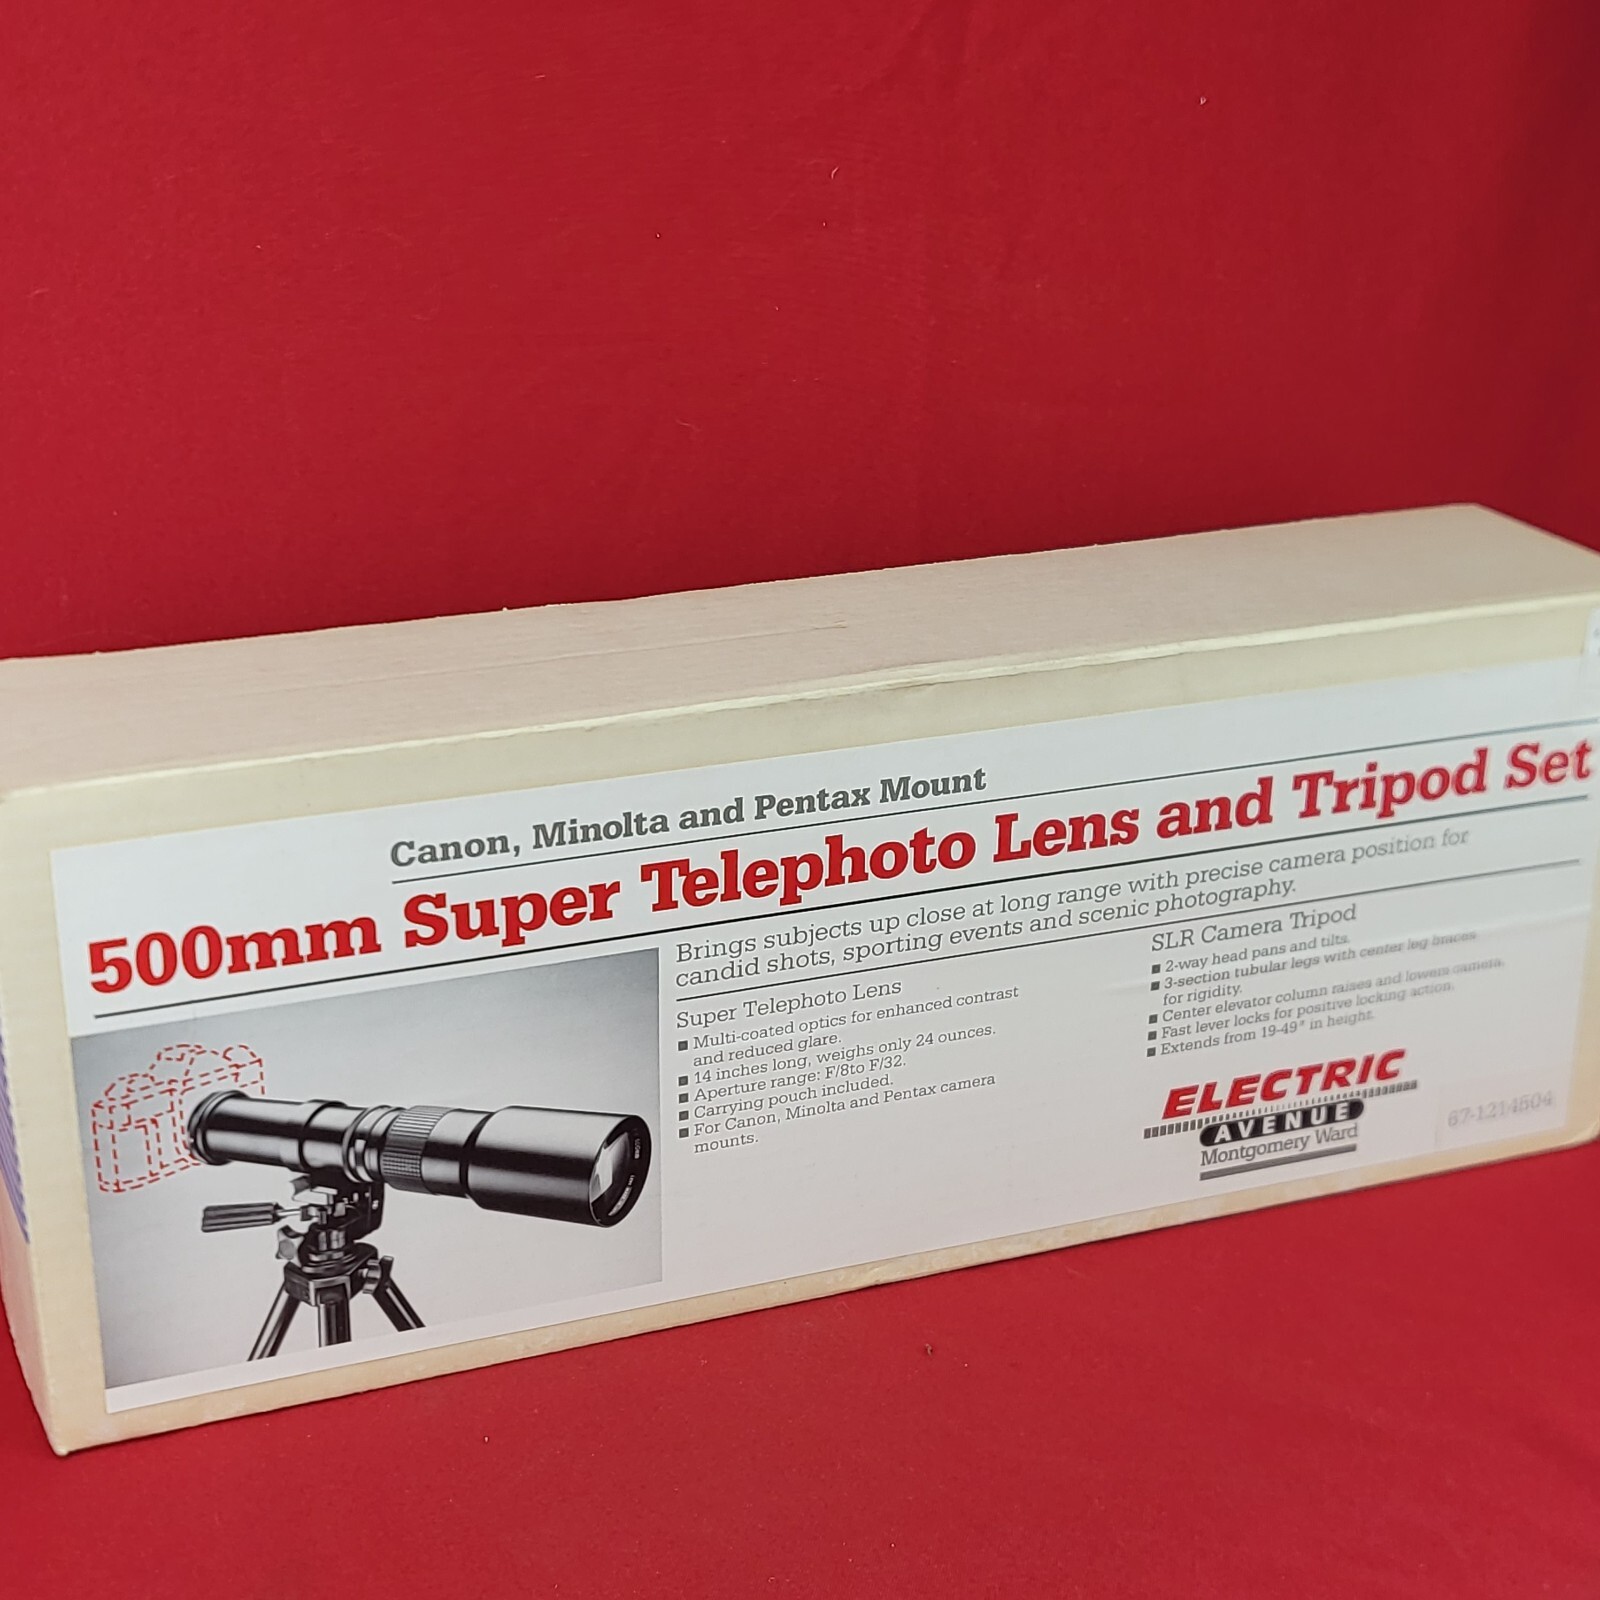 Canon, Minolta and Pentax Mount
500mm Super Telephoto Lens and Tripod Set
Brings subjects up close at long range with precise camera position for
candid shots, sporting events and scenic photography.
Super Telephoto Lens
■ Multi-coated optics for enhanced contrast
and reduced glare.
■ 14 inches long, weighs only 24 ounces.
■ Aperture range: F/8to F/32.
■ Carrying pouch included.
■ For Canon, Minolta and Pentax camera
mounts.
SLR Camera Tripod
■ 2-way head pans and tilts.
■ 3-section tubular legs with center leg braces
for rigidity.
■ Center elevator column raises and lowers camera.
■ Fast lever locks for positive locking action.
■ Extends from 19-49" in height.
ELECTRIC
AVENUE
Montgomery Ward
67-1214504